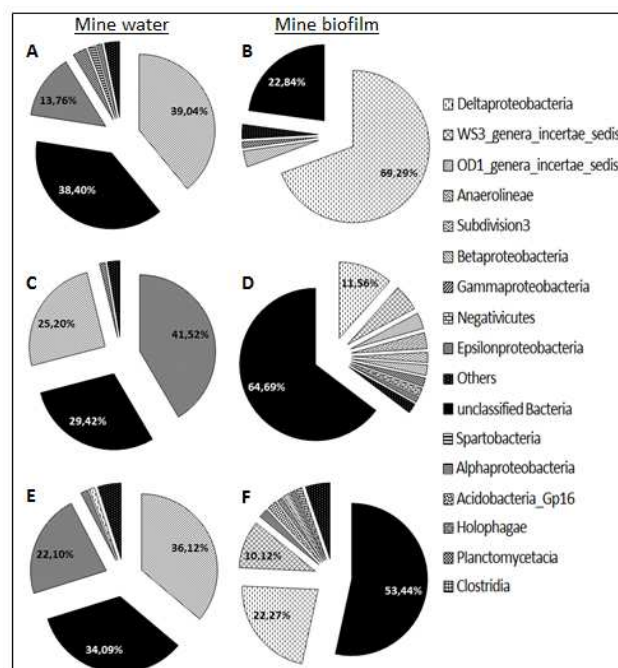 Mine water
Mine biofilm
A
13,76%
39,04%
38,40%
B
22,84%
69,29%
C
25,20%
41,52%
29,42%
D
11,56%
64,69%
E
22,10%
36,12%
34,09%
F
10,12%
53,44%
22,27%
Deltaproteobacteria
WS3_genera_incertae_sedis
OD1_genera_incertae_sedis
Anaerolineae
Subdivision3
Betaproteobacteria
Gammaproteobacteria
Negativicutes
Epsilonproteobacteria
Others
unclassified Bacteria
Spartobacteria
Alphaproteobacteria
Acidobacteria_Gp16
Holophagae
Planctomycetacia
Clostridia